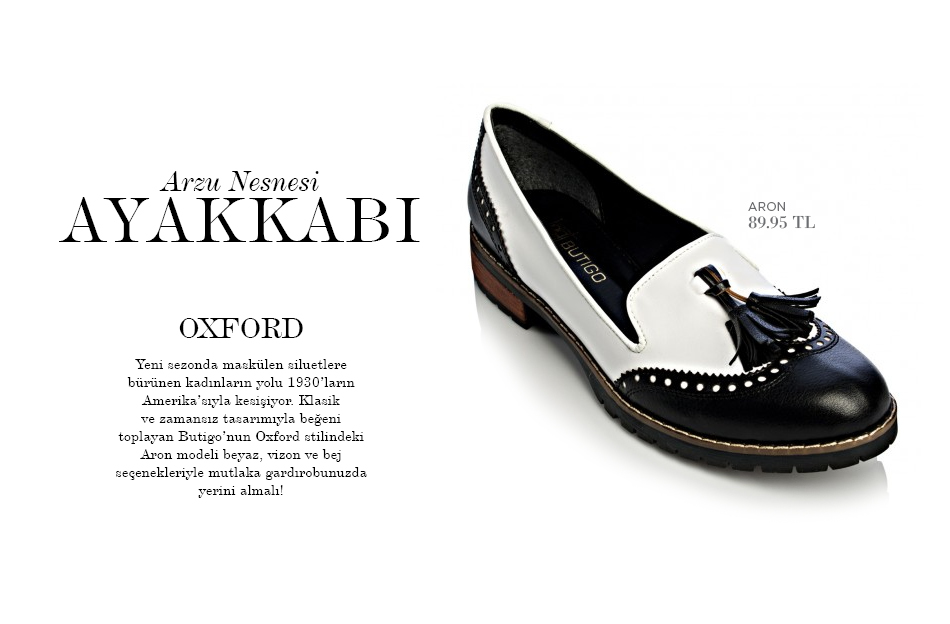 Arzu Nesnesi
AYAKKABI
OXFORD
Yeni sezonda maskülen siluetlere
bürünen kadınların yolu 1930’ların
Amerika’sıyla kesişiyor. Klasik
ve zamansız tasarımıyla beğeni
toplayan Butigo’nun Oxford stilindeki
Aron modeli beyaz, vizon ve bej
seçenekleriyle mutlaka gardırobunuzda
yerini almalı!
ARON
89.95 TL
BUTIGO